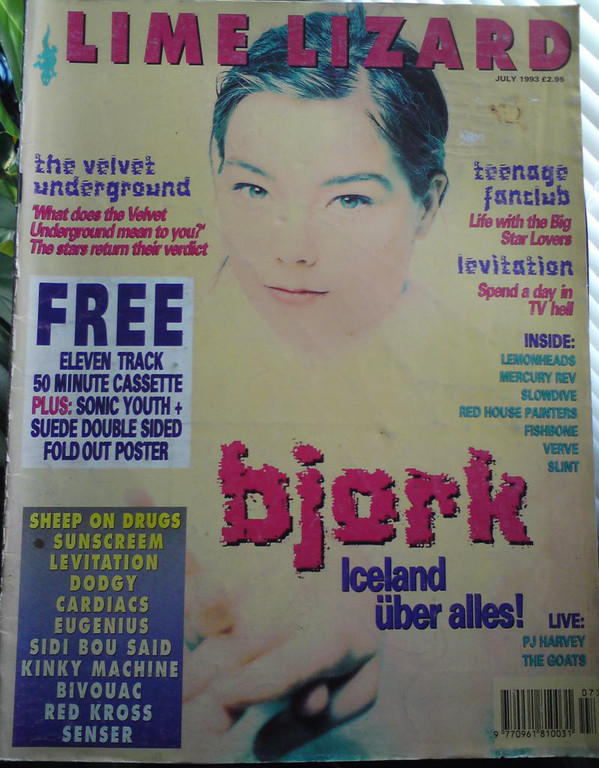 LIME LIZARD
JULY 1993 £2.95
the velvet
underground
"What does the Velvet
Underground mean to you?"
The stars return their verdict
teenage
fanclub
Life with the Big
Star Lovers
levitation
Spend a day in
TV hell
FREE
ELEVEN TRACK
50 MINUTE CASSETTE
PLUS: SONIC YOUTH +
SUEDE DOUBLE SIDED
FOLD OUT POSTER
INSIDE:
LEMONHEADS
MERCURY REV
SLOWDIVE
RED HOUSE PAINTERS
FISHBONE
VERVE
SLINT
bjork
Iceland
über alles!
SHEEP ON DRUGS
SUNSCREEM
LEVITATION
DODGY
CARDIACS
EUGENIUS
SIDI BOU SAID
KINKY MACHINE
BIVOUAC
RED KROSS
SENSER
LIVE:
PJ HARVEY
THE GOATS
07
9 770961 810031